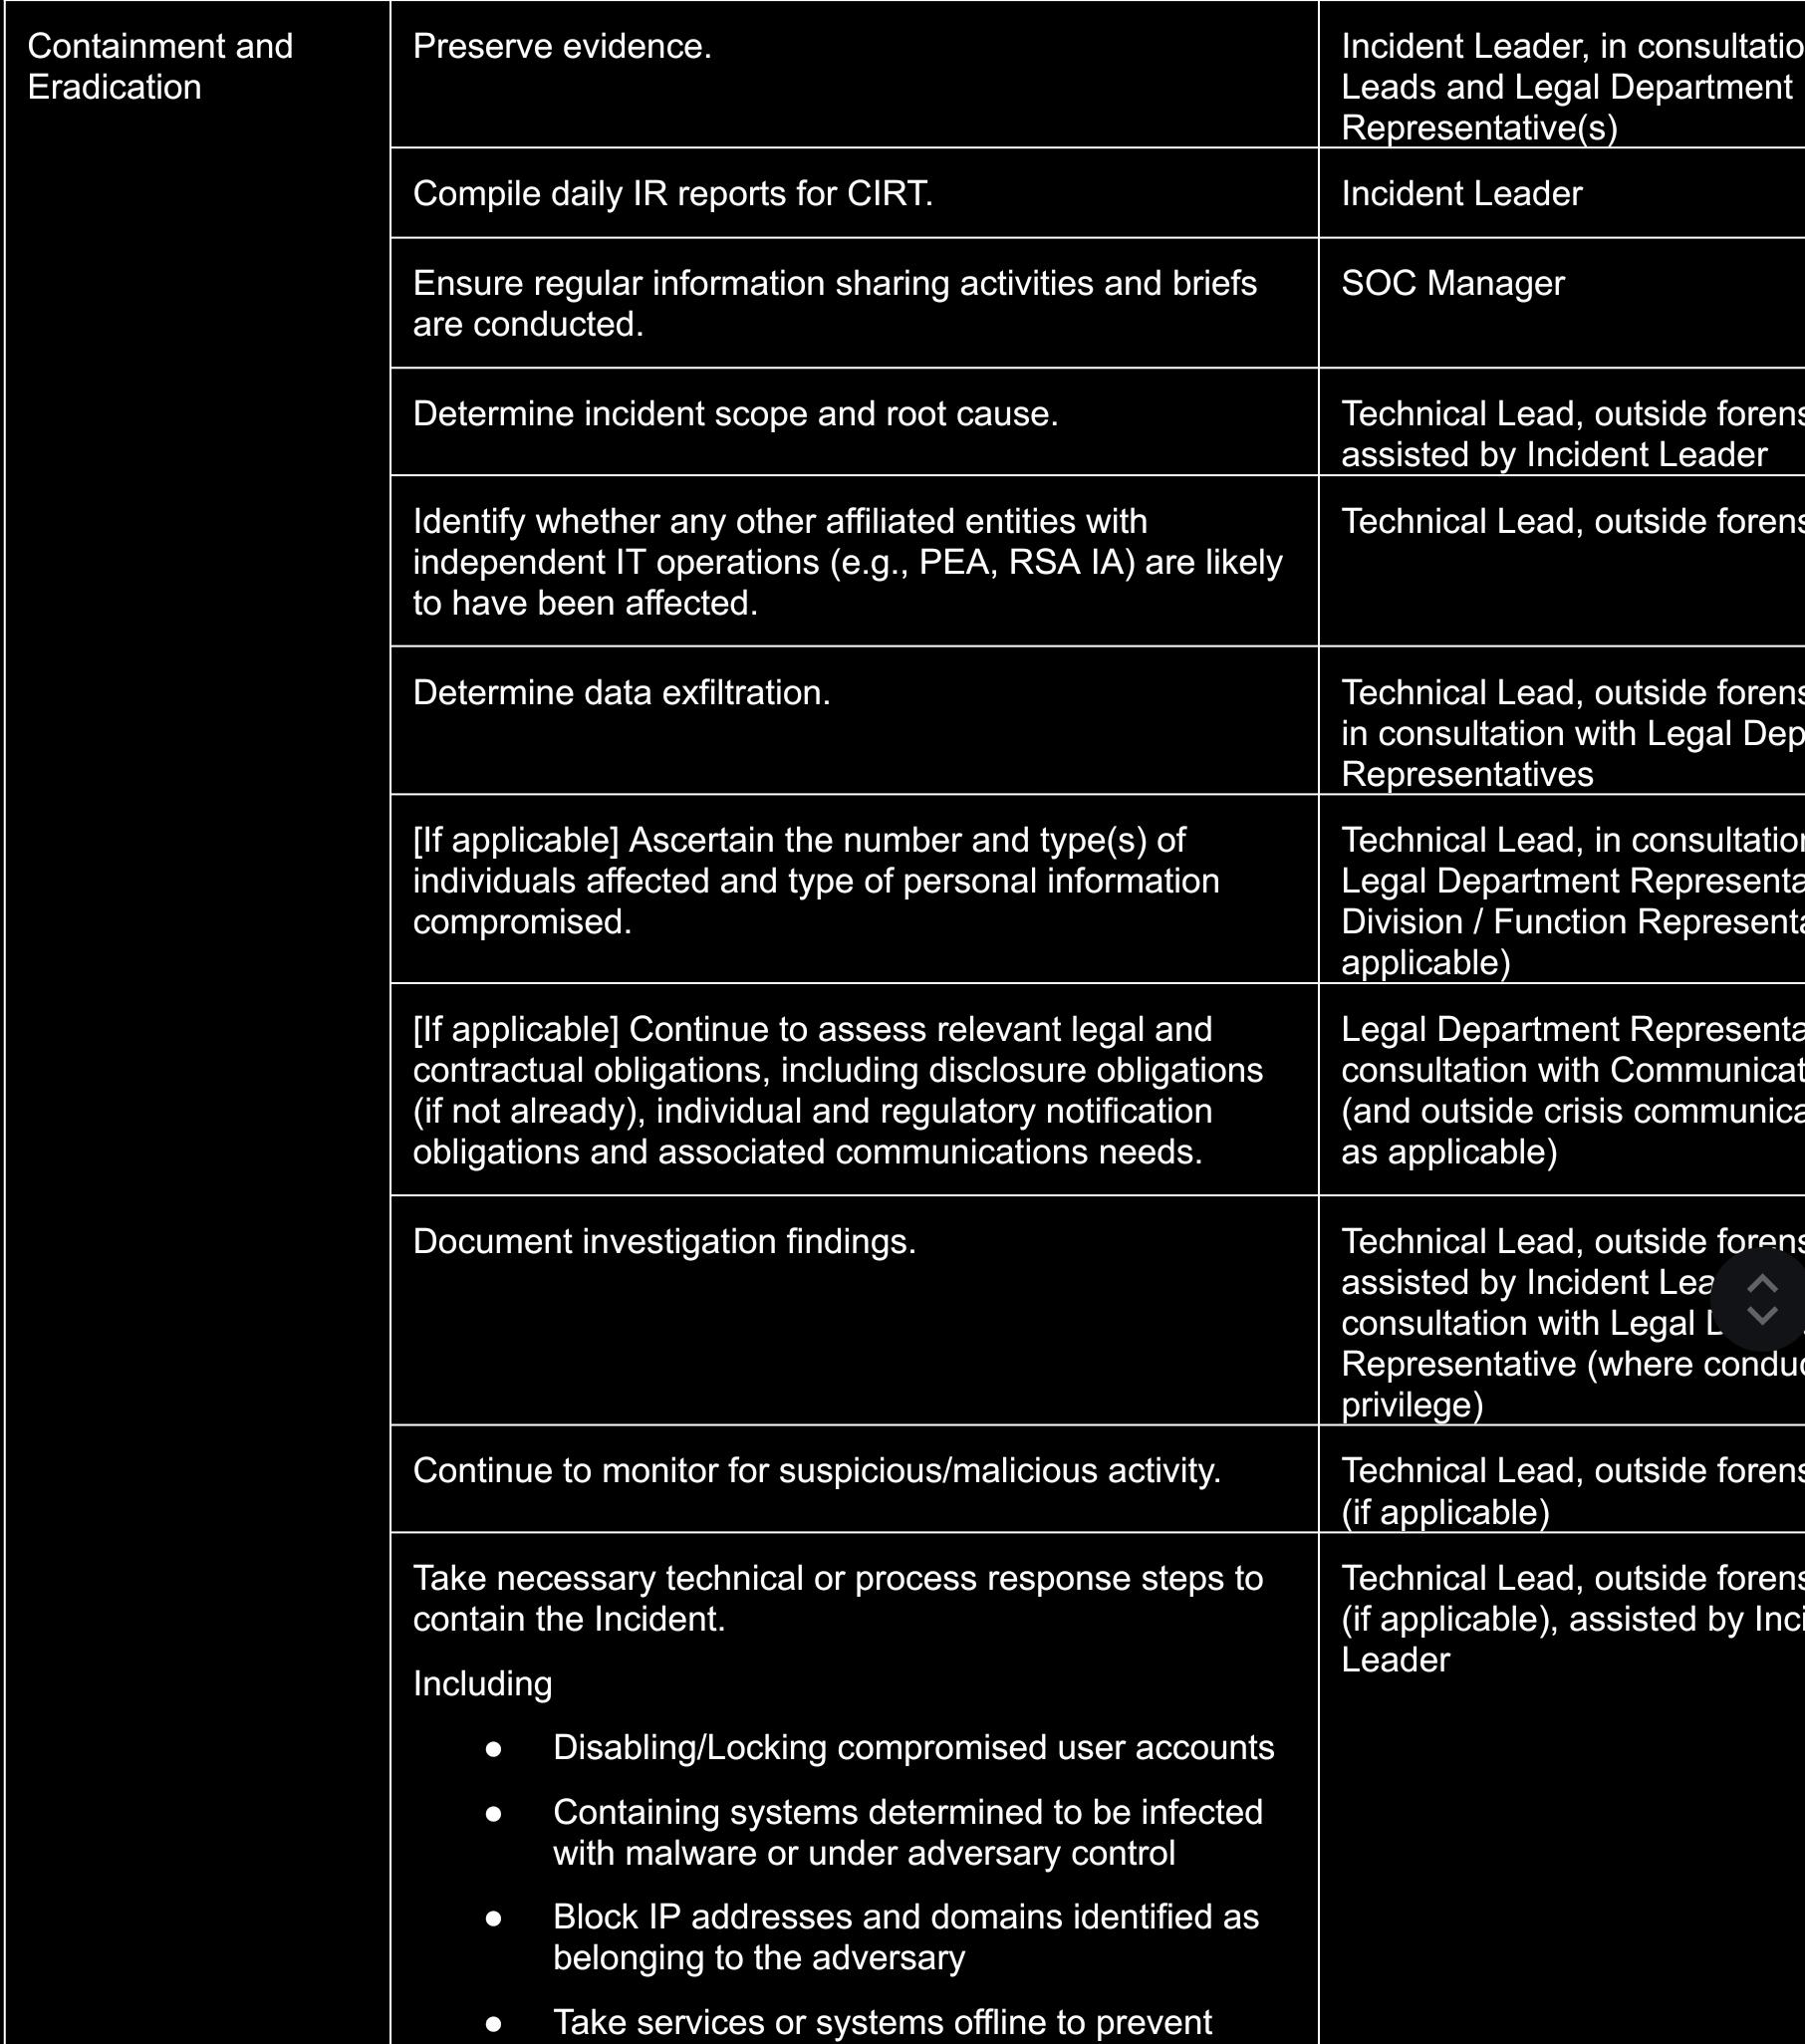 Containment and
Eradication
Preserve evidence.
Incident Leader, in consultatio
Leads and Legal Department
Representative(s)
Compile daily IR reports for CIRT.
Incident Leader
Ensure regular information sharing activities and briefs
are conducted.
SOC Manager
Determine incident scope and root cause.
Technical Lead, outside forens
assisted by Incident Leader
Identify whether any other affiliated entities with
independent IT operations (e.g., PEA, RSA IA) are likely
to have been affected.
Technical Lead, outside forens
Determine data exfiltration.
Technical Lead, outside forens
in consultation with Legal Dep
Representatives
[If applicable] Ascertain the number and type(s) of
individuals affected and type of personal information
compromised.
Technical Lead, in consultation
Legal Department Representa
Division / Function Representa
applicable)
[If applicable] Continue to assess relevant legal and
contractual obligations, including disclosure obligations
(if not already), individual and regulatory notification
obligations and associated communications needs.
Legal Department Representa
consultation with Communicat
(and outside crisis communica
as applicable)
Document investigation findings.
Technical Lead, outside forens
assisted by Incident Lea
consultation with Legal
Representative (where conduc
privilege)
Continue to monitor for suspicious/malicious activity.
Technical Lead, outside forens
(if applicable)
Take necessary technical or process response steps to
contain the Incident.
Including
● Disabling/Locking compromised user accounts
● Containing systems determined to be infected
with malware or under adversary control
● Block IP addresses and domains identified as
belonging to the adversary
● Take services or systems offline to prevent
Technical Lead, outside forens
(if applicable), assisted by Inci
Leader